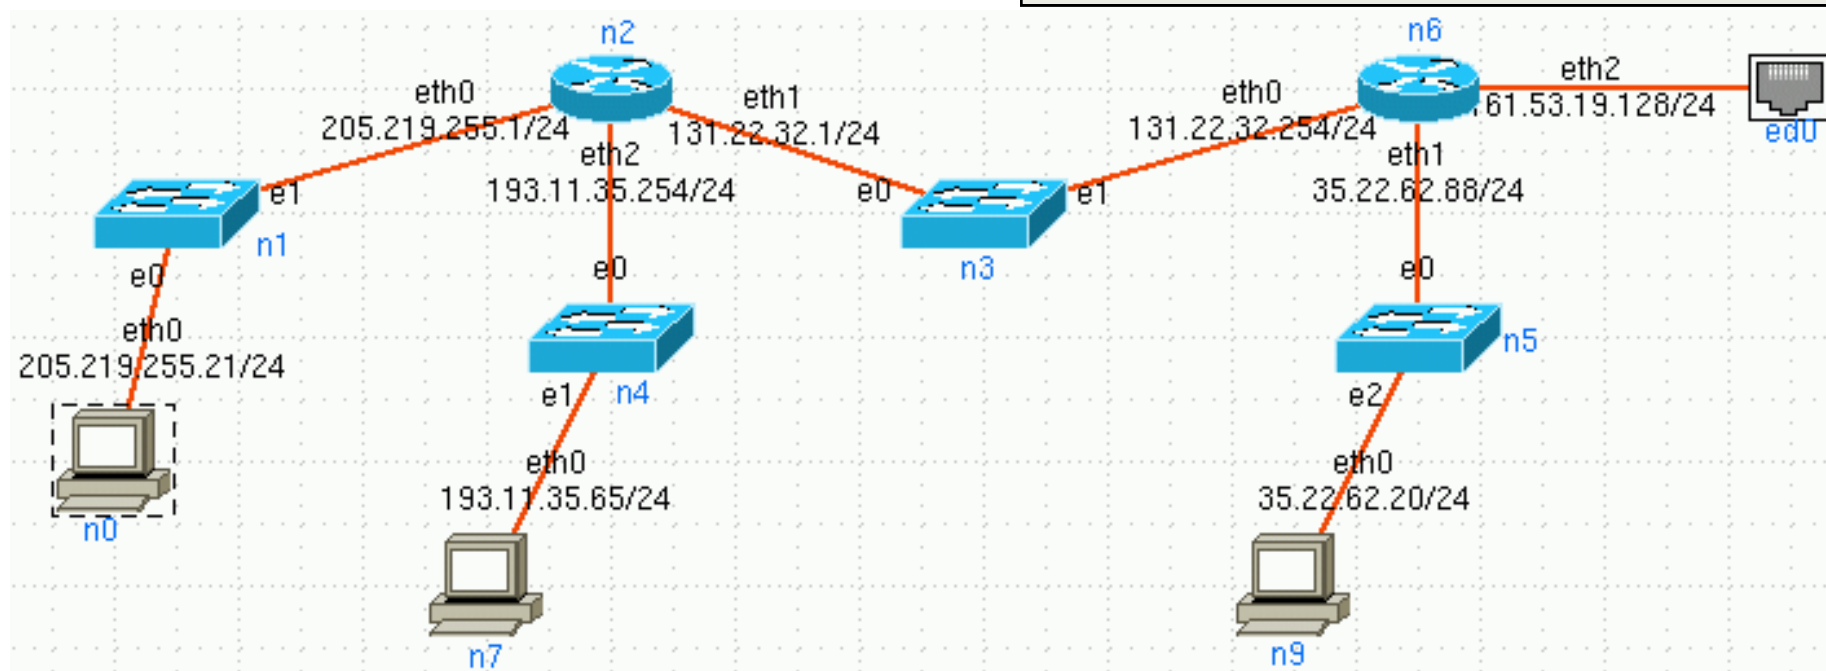 n2
n6
eth0
205.219.255.1/24
eth1
131.22.32.1/24
eth2
193.11.35.254/24
eth0
131.22.32.254/24
eth2
61.53.19.128/24
ed0
eth1
35.22.62.88/24
e1
n1
e0
e0
e1
n3
e0
e0
eth0
205.219.255.21/24
n4
e1
n5
e2
n0
eth0
193.11.35.65/24
eth0
35.22.62.20/24
n7
n9